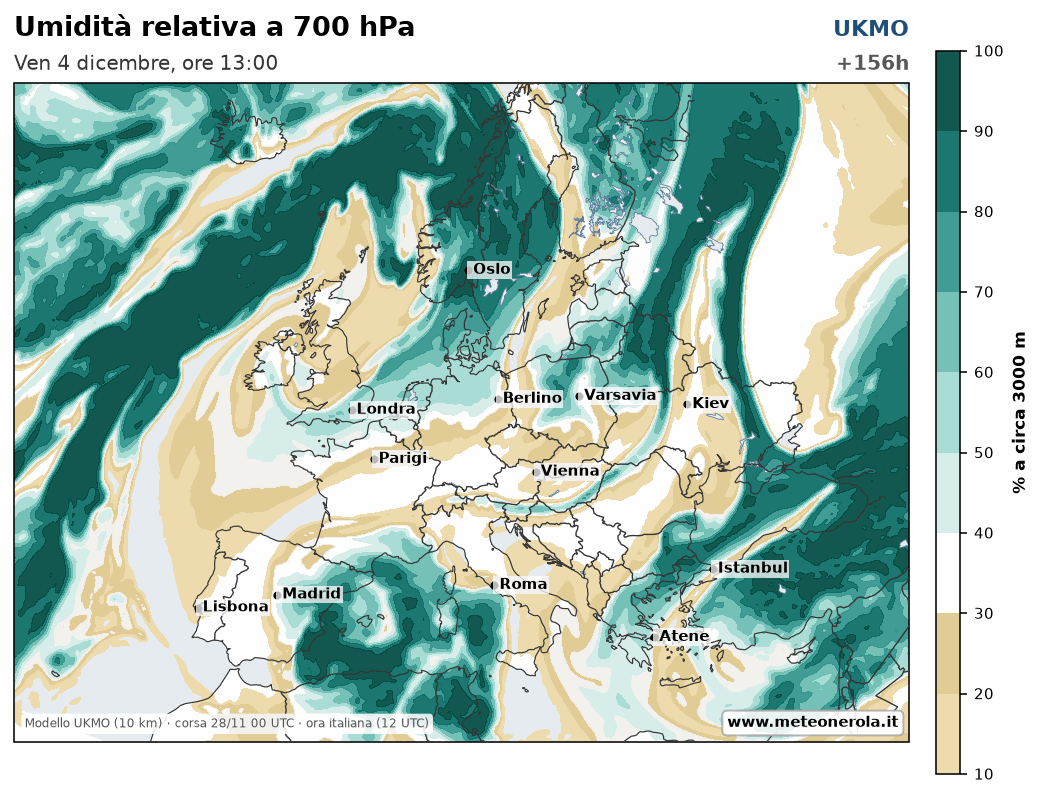 Umidità relativa a 700 hPa
UKMO
Ven 4 dicembre, ore 13:00
+156h
100
90
80
70
60
50
40
30
20
10
% a circa 3000 m
Oslo
Berlino
Varsavia
Kiev
Londra
Parigi
Vienna
Istanbul
Roma
Madrid
Lisbona
Atene
Modello UKMO (10 km) · corsa 28/11 00 UTC · ora italiana (12 UTC)
www.meteonerola.it